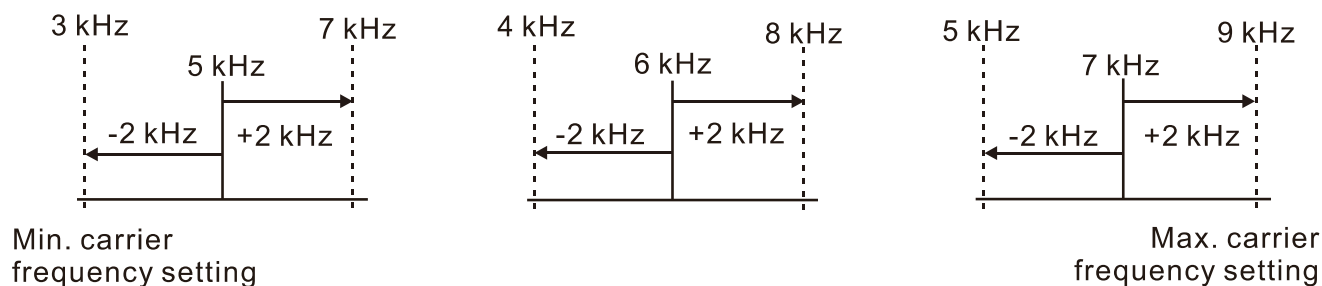 3 kHz
7 kHz
5 kHz
-2 kHz
+2 kHz
Min. carrier
frequency setting
4 kHz
8 kHz
6 kHz
-2 kHz
+2 kHz
5 kHz
9 kHz
7 kHz
-2 kHz
+2 kHz
Max. carrier
frequency setting